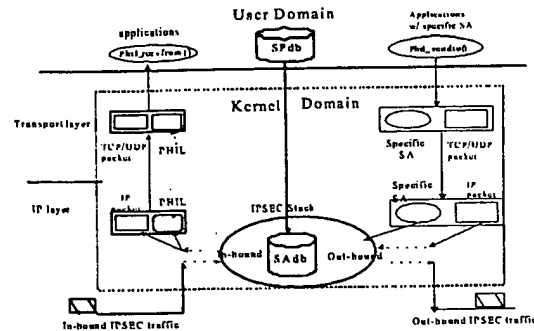 applications
User Domain
Applications
w/ specific SA
Phil_recvfrom()
SPdb
Phil_sendto()
Kernel Domain
Transport layer
TCP/UDP
packet
PHIL
Specific
SA
TCP/UDP
packet
IP
packet
PHIL
Specific
SA
IP
packet
IP layer
IPSEC Stack
In-bound
SAdb
Out-bound
In-bound IPSEC traffic
Out-bound IPSEC traffic